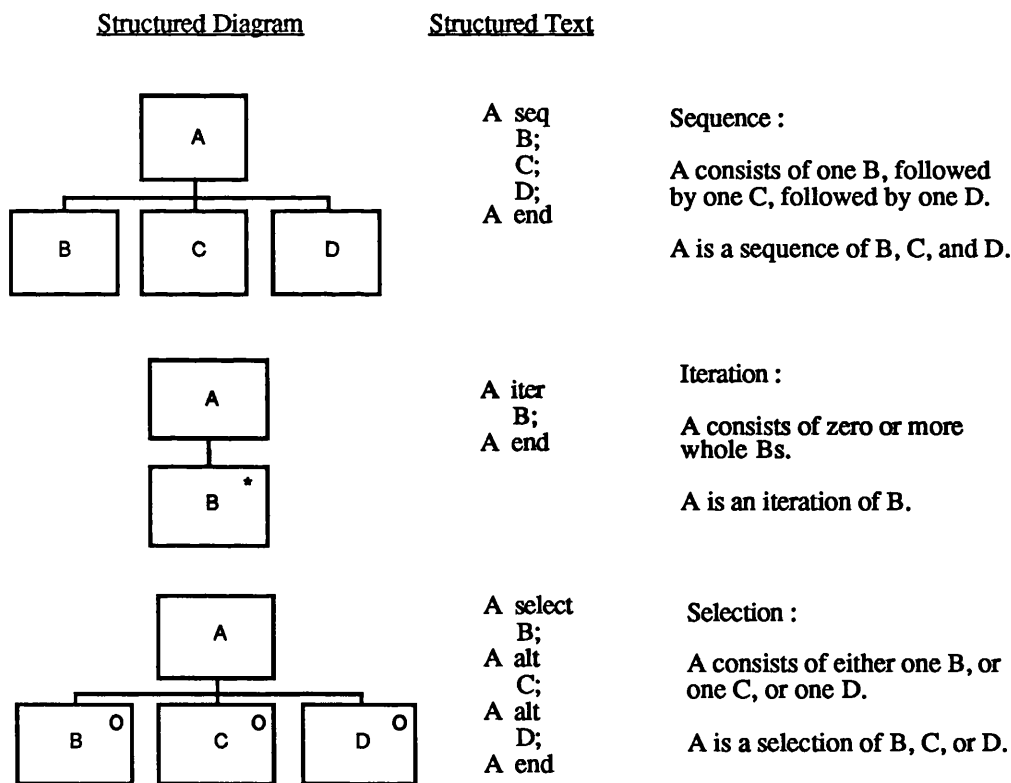 Structured Diagram
Structured Text
A
B
C
D
A seq
B;
C;
D;
A end
Sequence :
A consists of one B, followed
by one C, followed by one D.
A is a sequence of B, C, and D.
A
B *
A iter
B;
A end
Iteration :
A consists of zero or more
whole Bs.
A is an iteration of B.
A
B O
C O
D O
A select
B;
A alt
C;
A alt
D;
A end
Selection :
A consists of either one B, or
one C, or one D.
A is a selection of B, C, or D.